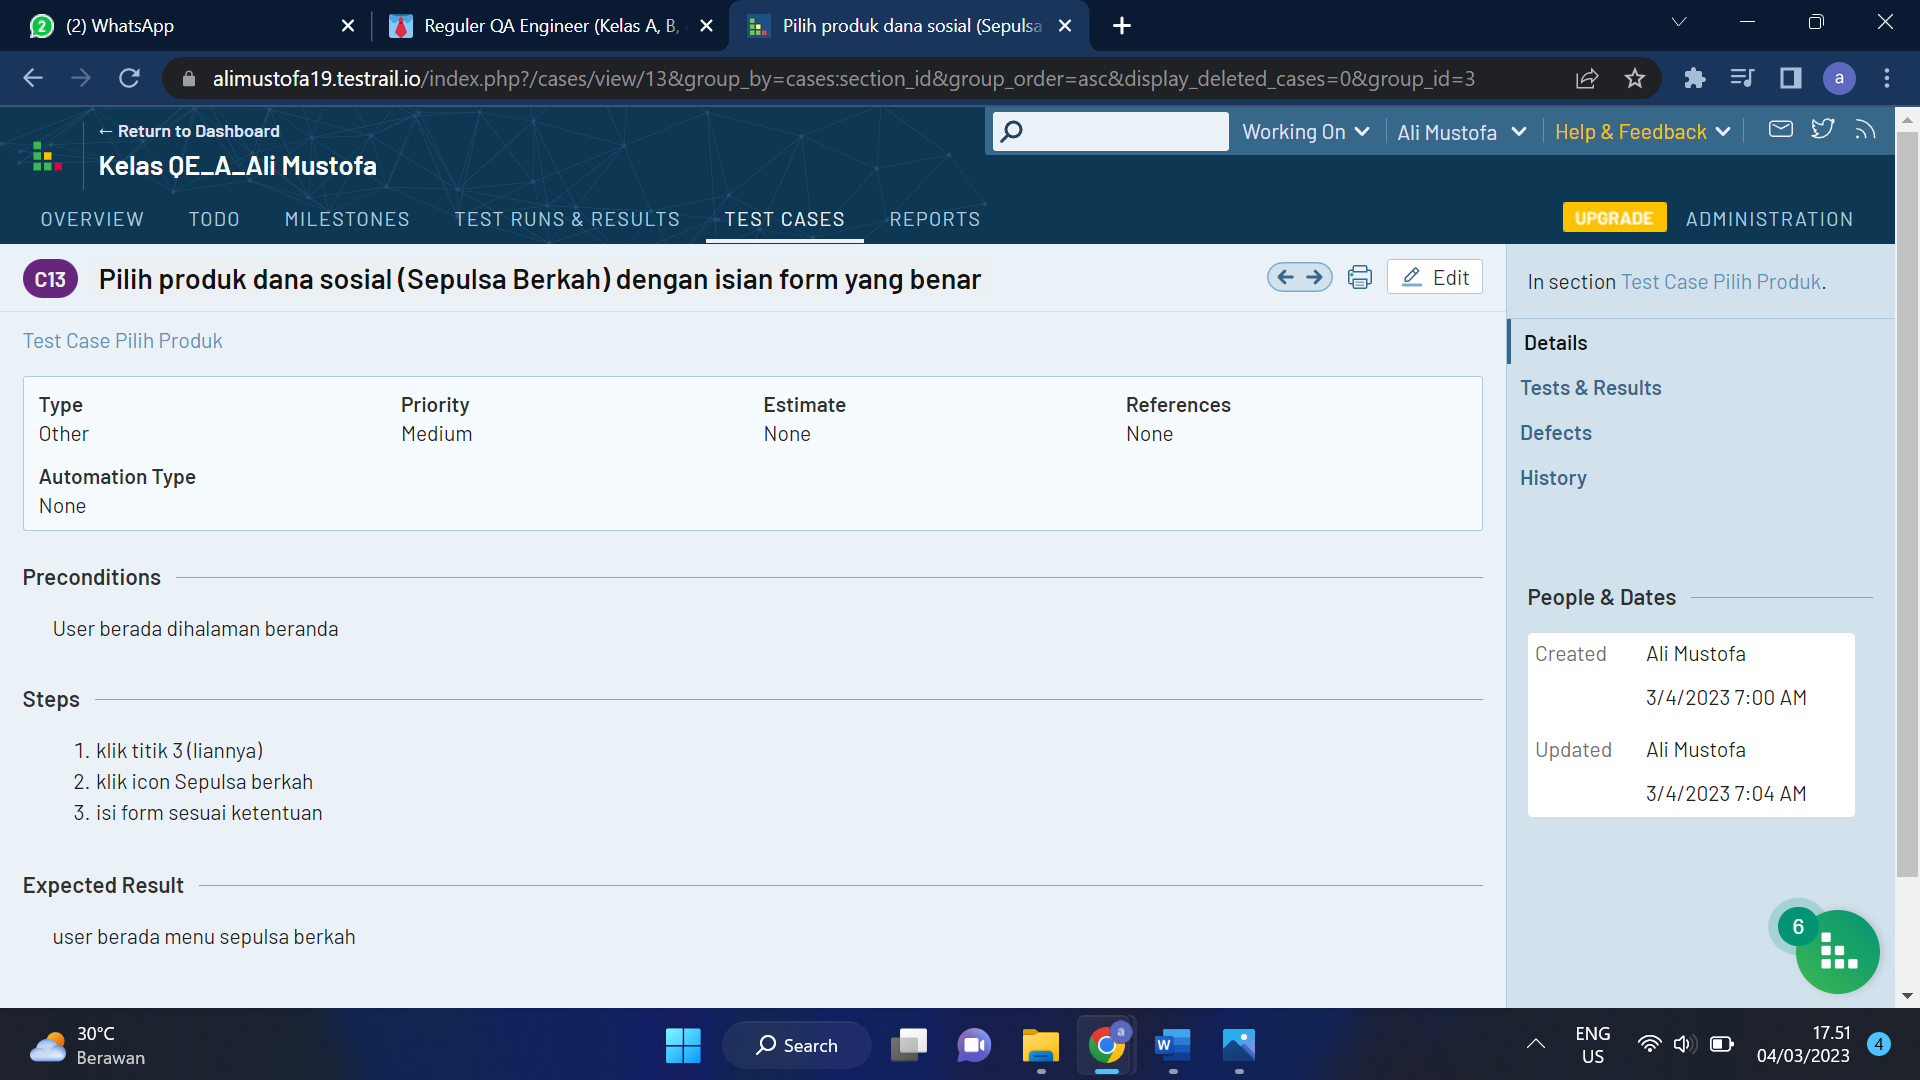 (2) WhatsApp
Reguler QA Engineer (Kelas A, B,
Pilih produk dana sosial (Sepulsa
alimustofa19.testrail.io/index.php?/cases/view/13&group_by=cases:section_id&group_order=asc&display_deleted_cases=0&group_id=3
a
← Return to Dashboard
Kelas QE_A_Ali Mustofa
Working On
Ali Mustofa
Help & Feedback
OVERVIEW
TODO
MILESTONES
TEST RUNS & RESULTS
TEST CASES
REPORTS
UPGRADE
ADMINISTRATION
C13
Pilih produk dana sosial (Sepulsa Berkah) dengan isian form yang benar
Edit
In section Test Case Pilih Produk.
Test Case Pilih Produk
Details
Tests & Results
Defects
History
Type
Other
Priority
Medium
Estimate
None
References
None
Automation Type
None
Preconditions
User berada dihalaman beranda
Steps
1. klik titik 3 (liannya)
2. klik icon Sepulsa berkah
3. isi form sesuai ketentuan
Expected Result
user berada menu sepulsa berkah
People & Dates
Created Ali Mustofa
3/4/2023 7:00 AM
Updated Ali Mustofa
3/4/2023 7:04 AM
6
30°C
Berawan
Search
ENG
US
17.51
04/03/2023
4